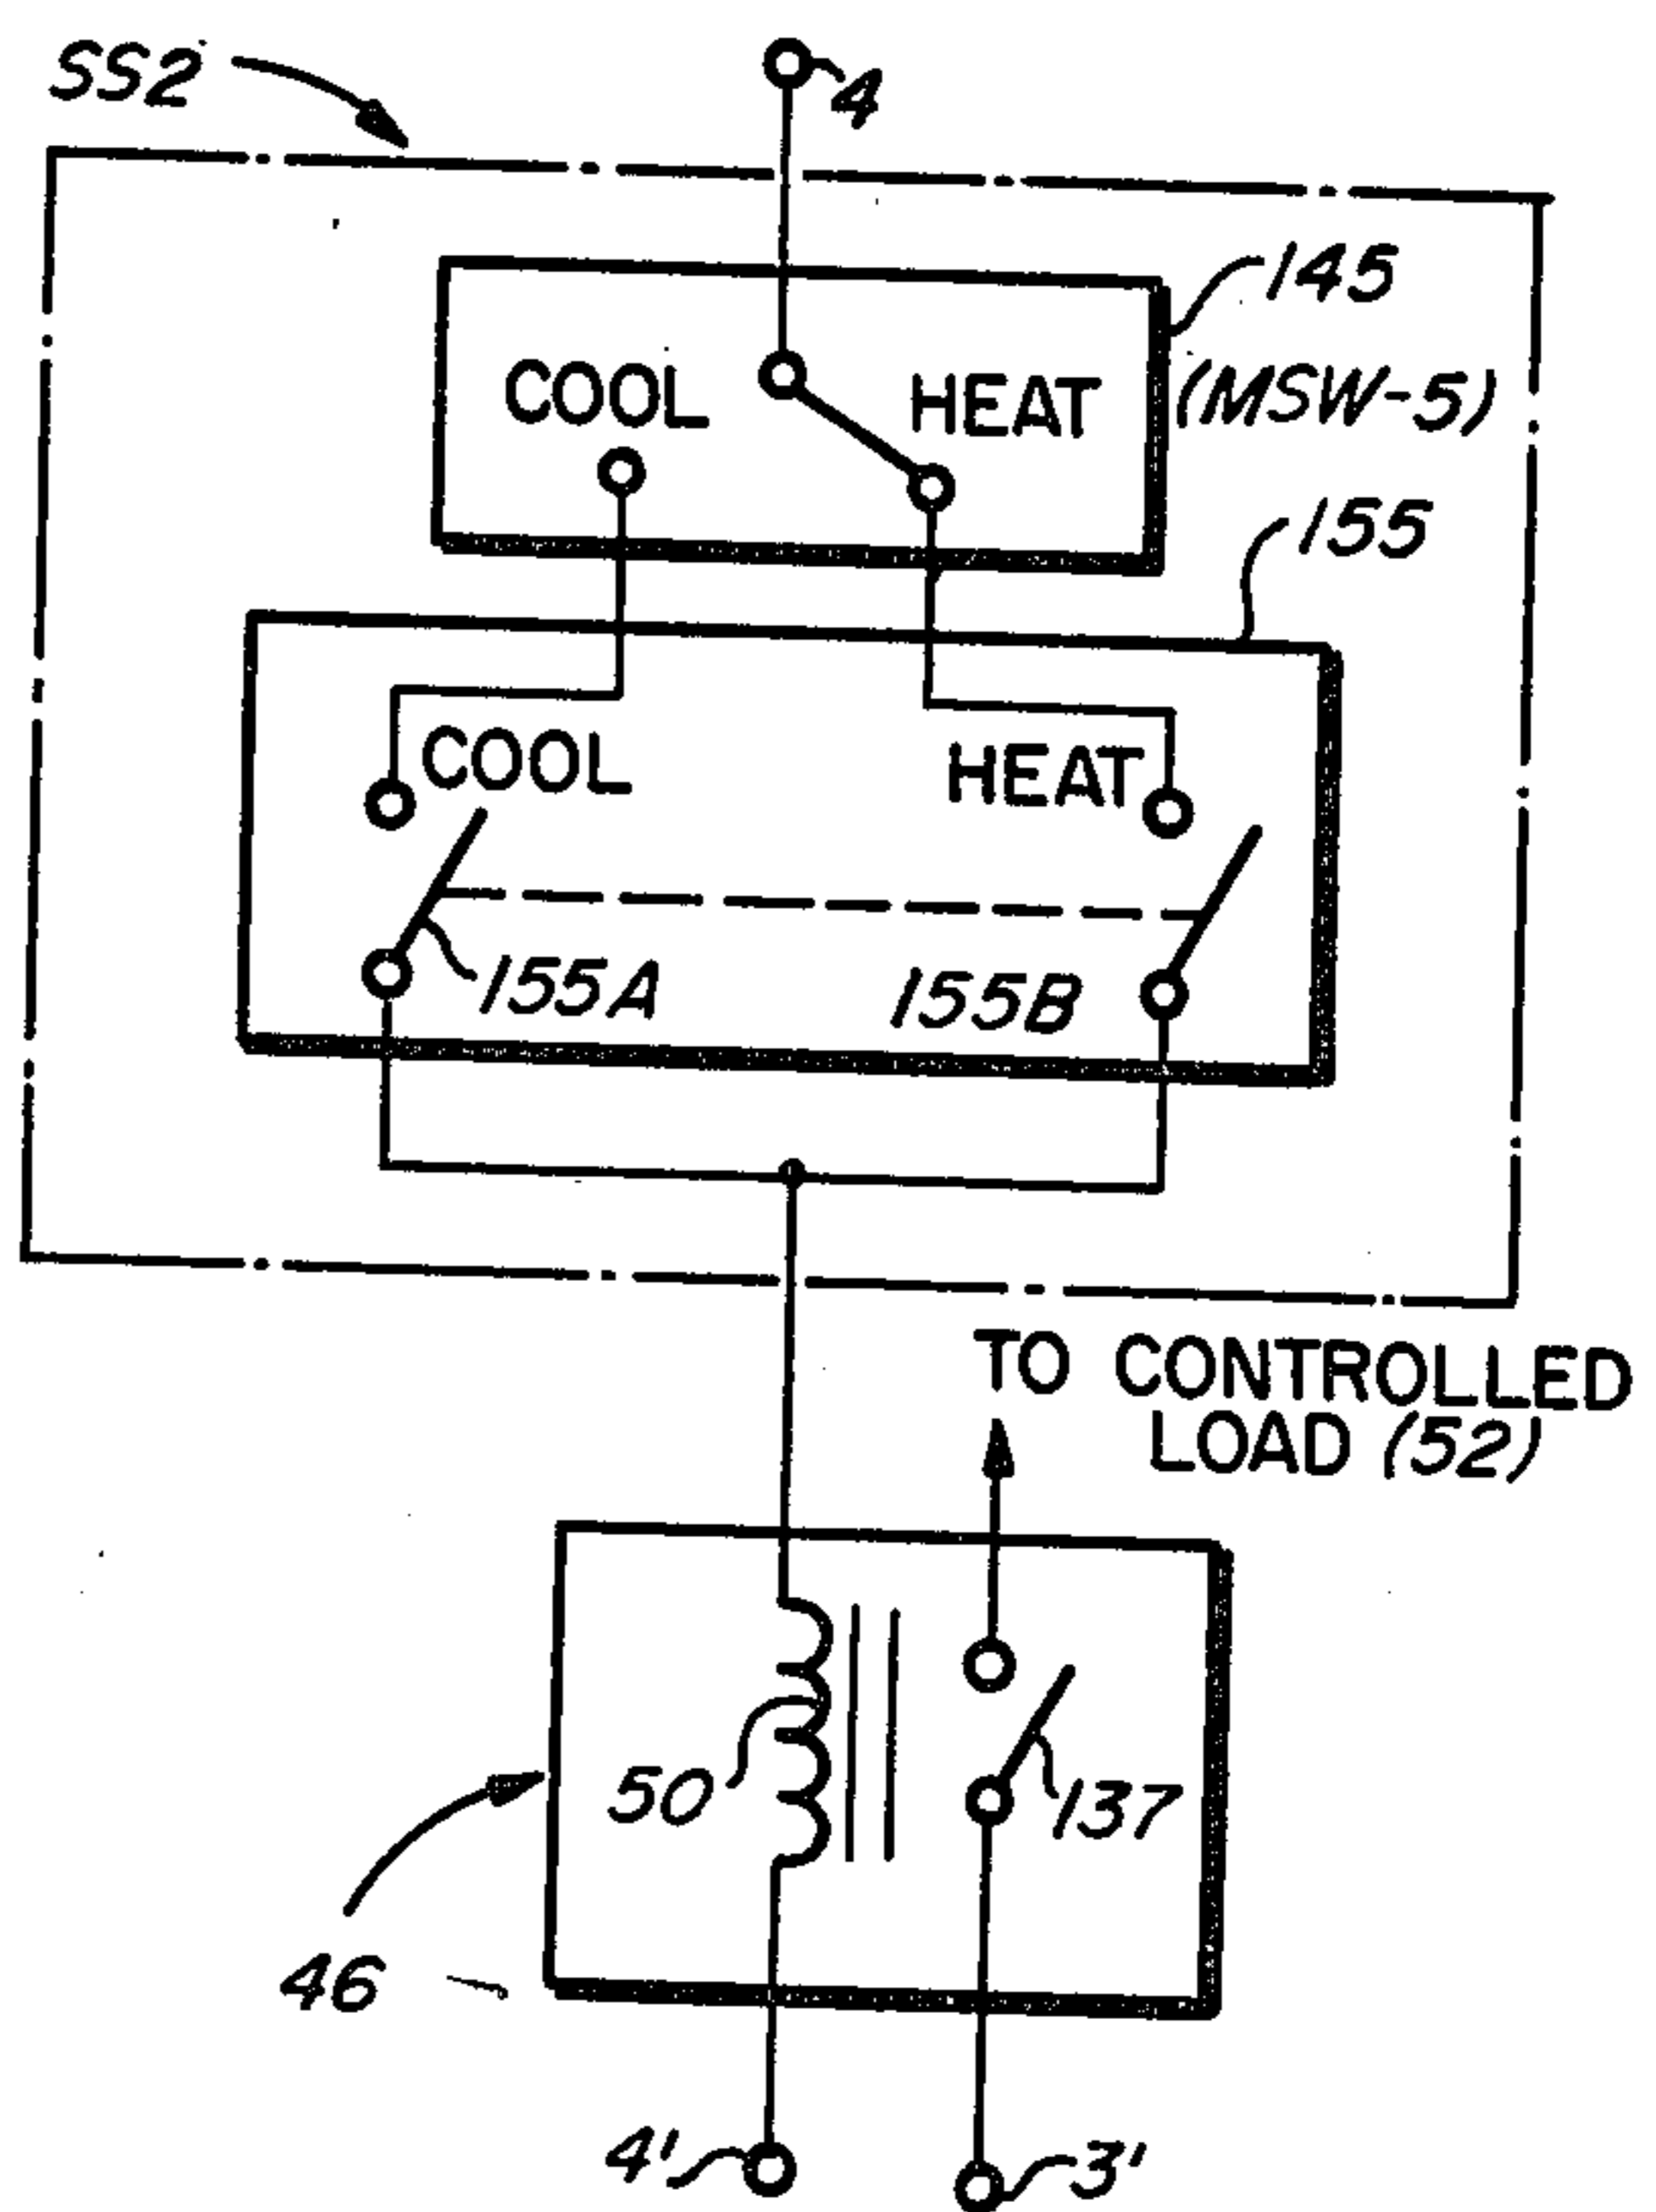 SS2
4
145
COOL
HEAT
(MSW-5)
155
COOL
HEAT
155A
155B
TO CONTROLLED
LOAD (52)
50
137
46
4'
3'